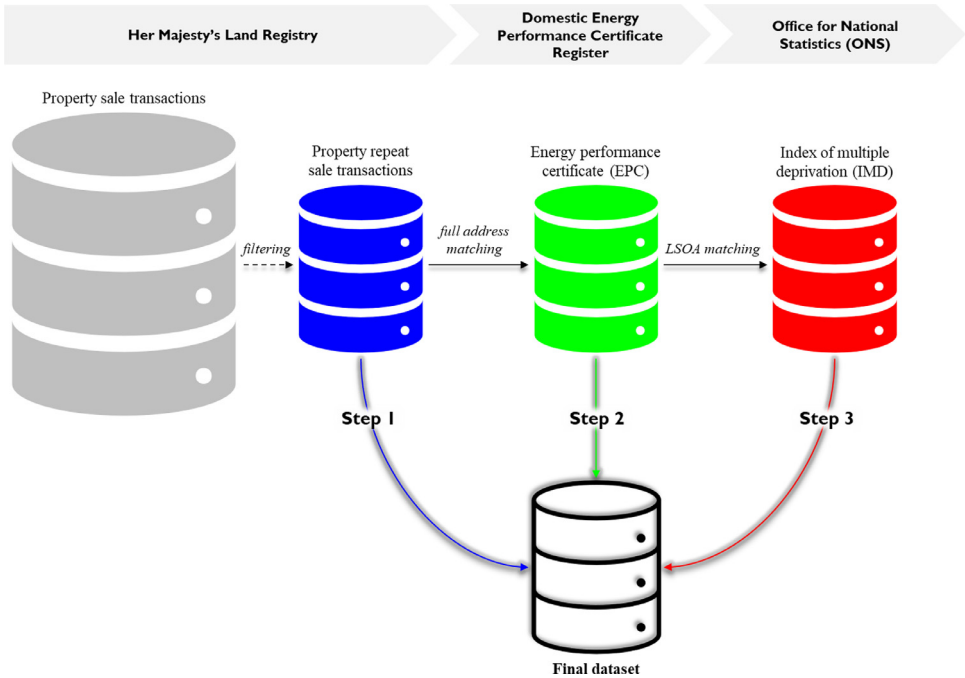 Her Majesty's Land Registry
Domestic Energy
Performance Certificate
Register
Office for National
Statistics (ONS)
Property sale transactions
Property repeat
sale transactions
Energy performance
certificate (EPC)
Index of multiple
deprivation (IMD)
filtering
full address
matching
LSOA matching
Step 1
Step 2
Step 3
Final dataset